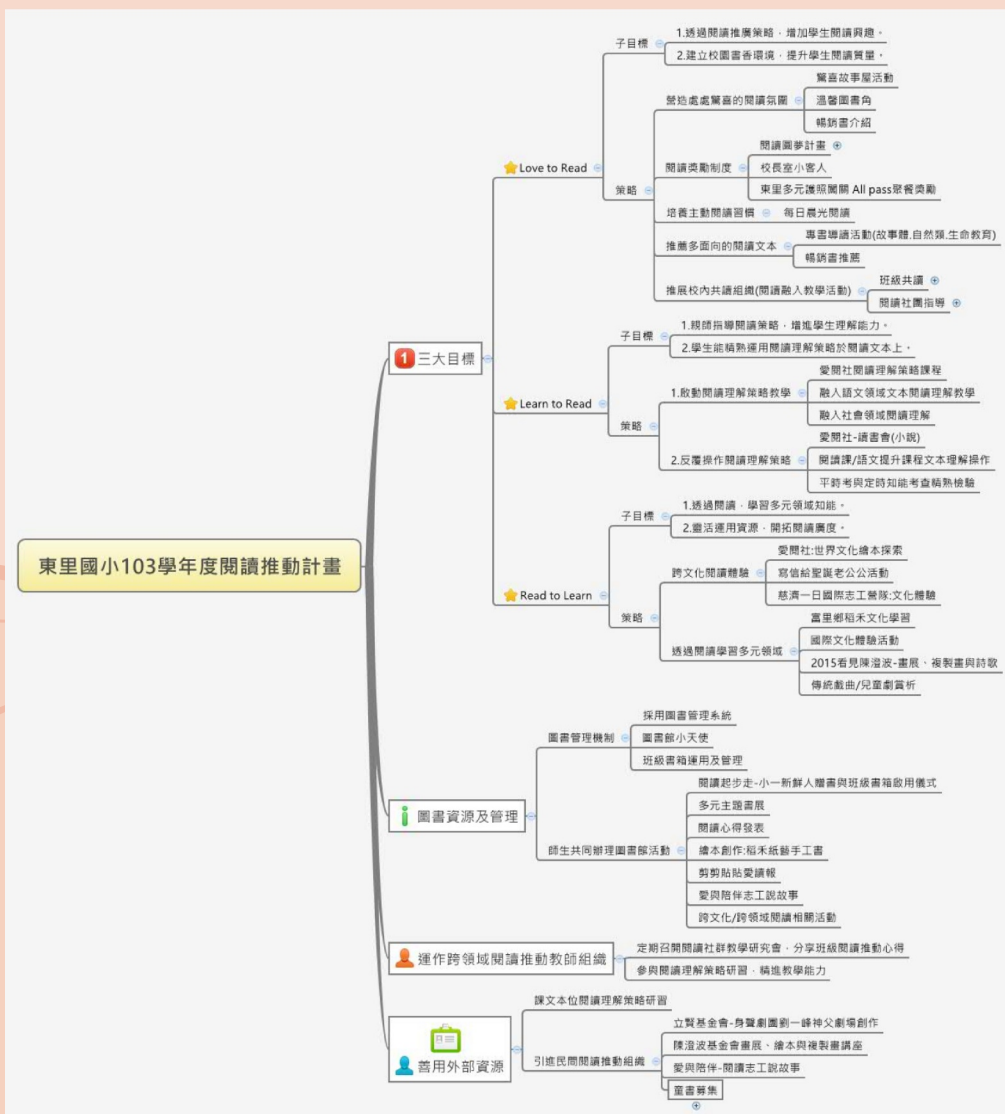 東里國小103學年度閱讀推動計畫
1 三大目標
Love to Read
子目標
1.透過閱讀推廣策略，增加學生閱讀興趣。
2.建立校園書香環境，提升學生閱讀質量。
策略
營造處處驚喜的閱讀氛圍
驚喜故事屋活動
溫馨圖書角
暢銷書介紹
閱讀獎勵制度
閱讀圓夢計畫
校長室小客人
東里多元護照闖關 All pass聚餐獎勵
培養主動閱讀習慣
每日晨光閱讀
推薦多面向的閱讀文本
專書導讀活動(故事體.自然類.生命教育)
暢銷書推薦
推展校內共讀組織(閱讀融入教學活動)
班級共讀
閱讀社團指導
Learn to Read
子目標
1.親師指導閱讀策略，增進學生理解能力。
2.學生能精熟運用閱讀理解策略於閱讀文本上。
策略
1.啟動閱讀理解策略教學
愛閱社閱讀理解策略課程
融入語文領域文本閱讀理解教學
融入社會領域閱讀理解
2.反覆操作閱讀理解策略
愛閱社-讀書會(小說)
閱讀課/語文提升課程文本理解操作
平時考與定時知能考查精熟檢驗
Read to Learn
子目標
1.透過閱讀，學習多元領域知能。
2.靈活運用資源，開拓閱讀廣度。
策略
跨文化閱讀體驗
愛閱社:世界文化繪本探索
寫信給聖誕老公公活動
慈濟一日國際志工營隊:文化體驗
透過閱讀學習多元領域
富里鄉稻禾文化學習
國際文化體驗活動
2015看見陳澄波-畫展、複製畫與詩歌
傳統戲曲/兒童劇賞析
圖書資源及管理
圖書管理機制
採用圖書管理系統
圖書館小天使
班級書箱運用及管理
師生共同辦理圖書館活動
閱讀起步走-小一新鮮人贈書與班級書箱啟用儀式
多元主題書展
閱讀心得發表
繪本創作:稻禾紙藝手工書
剪剪貼貼愛讀報
愛與陪伴志工說故事
跨文化/跨領域閱讀相關活動
運作跨領域閱讀推動教師組織
定期召開閱讀社群教學研究會，分享班級閱讀推動心得
參與閱讀理解策略研習，精進教學能力
善用外部資源
課文本位閱讀理解策略研習
引進民間閱讀推動組織
立賢基金會-身聲劇團劉一峰神父劇場創作
陳澄波基金會畫展、繪本與複製畫講座
愛與陪伴-閱讀志工說故事
童書募集